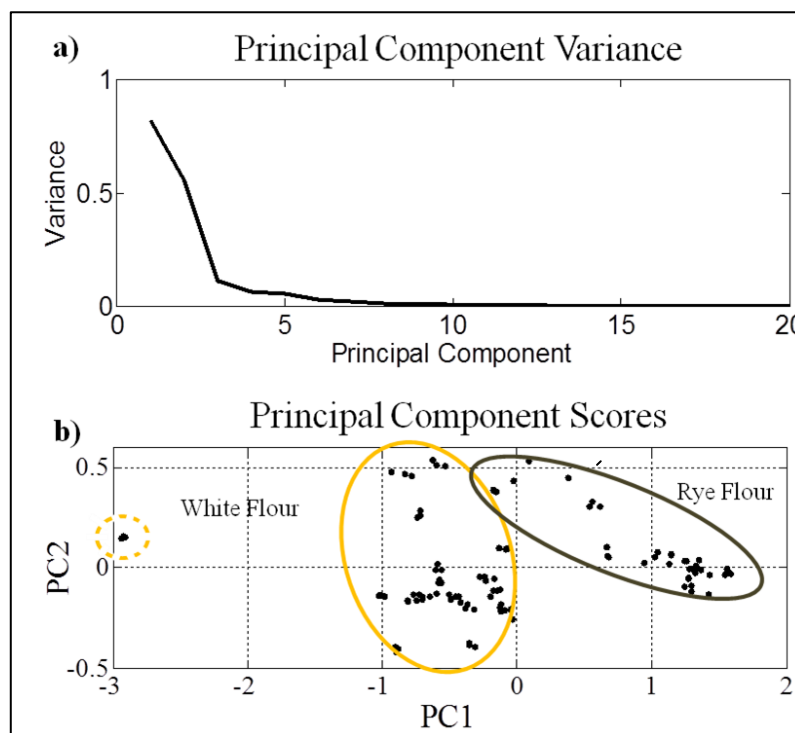 a) Principal Component Variance
1
0.5
0
Variance
0 5 10 15 20
Principal Component
b) Principal Component Scores
0.5
0
-0.5
PC2
White Flour
Rye Flour
-3 -2 -1 0 1 2
PC1